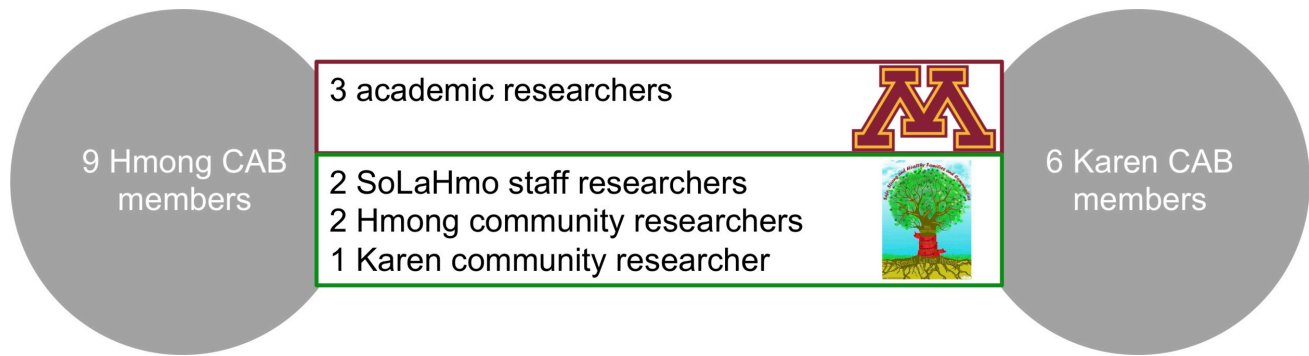 9 Hmong CAB
members
3 academic researchers
2 SoLaHmo staff researchers
2 Hmong community researchers
1 Karen community researcher
6 Karen CAB
members
M